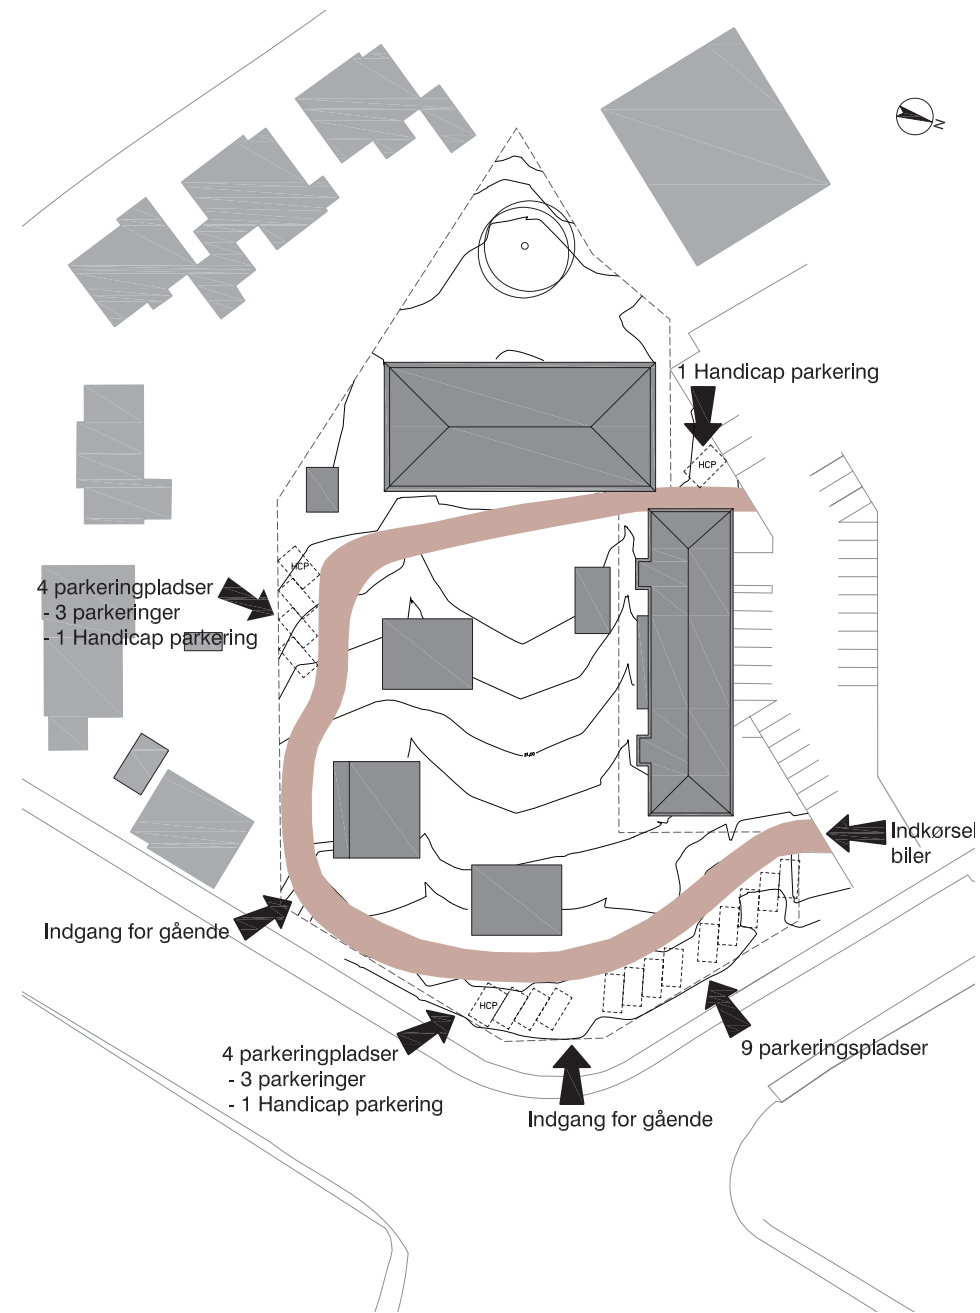 N
1 Handicap parkering
HCP
HCP
4 parkeringpladser
- 3 parkeringer
- 1 Handicap parkering
Indkørsel
biler
Indgang for gående
HCP
9 parkeringspladser
4 parkeringpladser
- 3 parkeringer
- 1 Handicap parkering
Indgang for gående